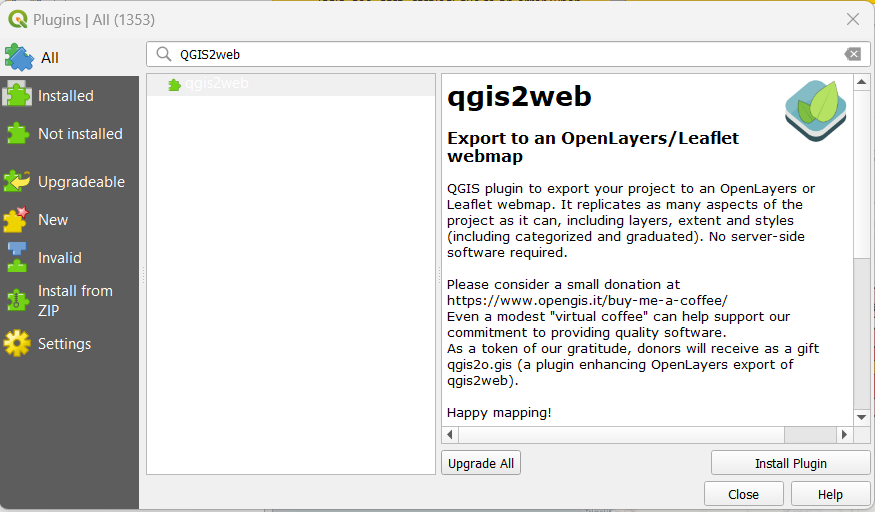 Plugins | All (1353)
All
QGIS2web
Installed
Not installed
Upgradeable
New
Invalid
Install from
ZIP
Settings
qgis2web
qgis2web
Export to an OpenLayers/Leaflet
webmap
QGIS plugin to export your project to an OpenLayers or
Leaflet webmap. It replicates as many aspects of the
project as it can, including layers, extent and styles
(including categorized and graduated). No server-side
software required.
Please consider a small donation at
https://www.opengis.it/buy-me-a-coffee/
Even a modest "virtual coffee" can help support our
commitment to providing quality software.
As a token of our gratitude, donors will receive as a gift
qgis2o.gis (a plugin enhancing OpenLayers export of
qgis2web).
Happy mapping!
Upgrade All
Install Plugin
Close
Help